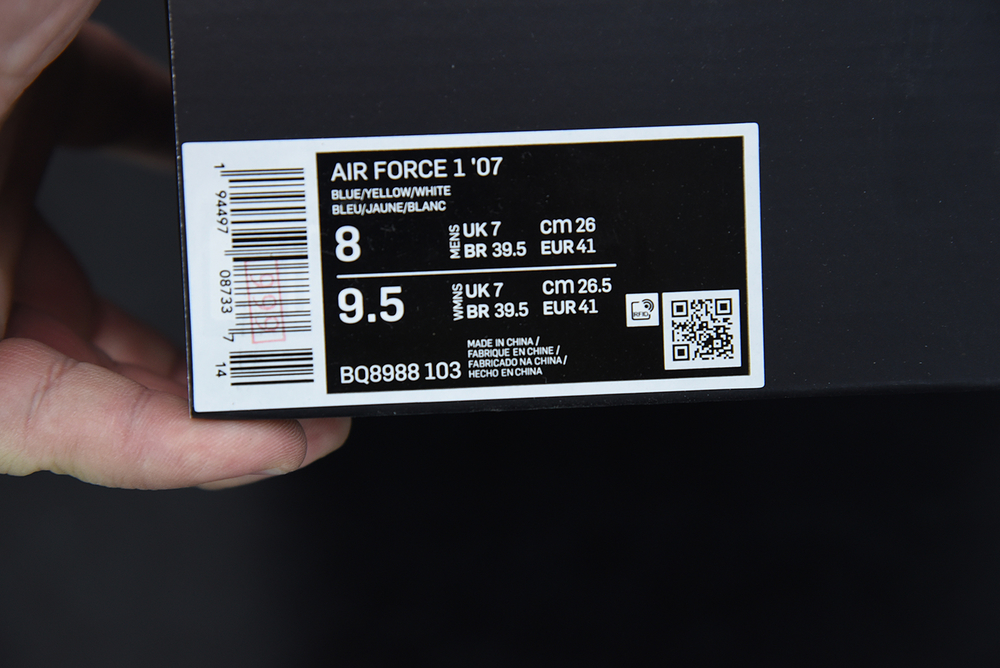 AIR FORCE 1 '07
BLUE/YELLOW/WHITE
BLEU/JAUNE/BLANC
8 MENS UK 7 cm 26
BR 39.5 EUR 41
9.5 WMNS UK 7 cm 26.5
BR 39.5 EUR 41
RFID
BQ8988 103
MADE IN CHINA /
FABRIQUE EN CHINE /
FABRICADO NA CHINA /
HECHO EN CHINA
1 94497 08733 7 14